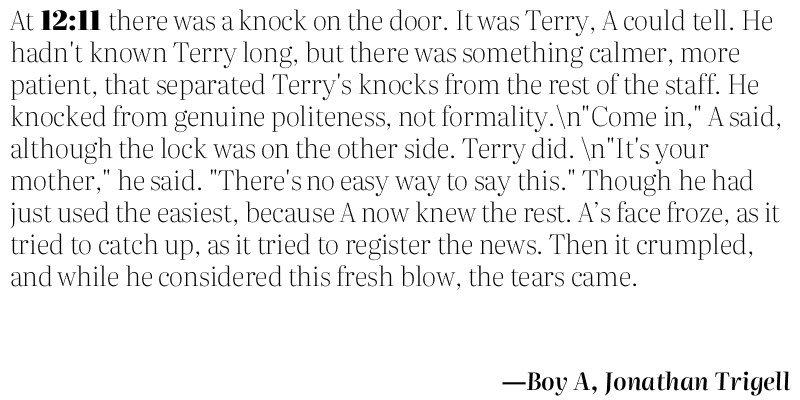 At 12:11 there was a knock on the door. It was Terry, A could tell. He
hadn't known Terry long, but there was something calmer, more
patient, that separated Terry's knocks from the rest of the staff. He
knocked from genuine politeness, not formality.\n"Come in," A said,
although the lock was on the other side. Terry did. \n"It's your
mother," he said. "There's no easy way to say this." Though he had
just used the easiest, because A now knew the rest. A’s face froze, as it
tried to catch up, as it tried to register the news. Then it crumpled,
and while he considered this fresh blow, the tears came.
—Boy A, Jonathan Trigell